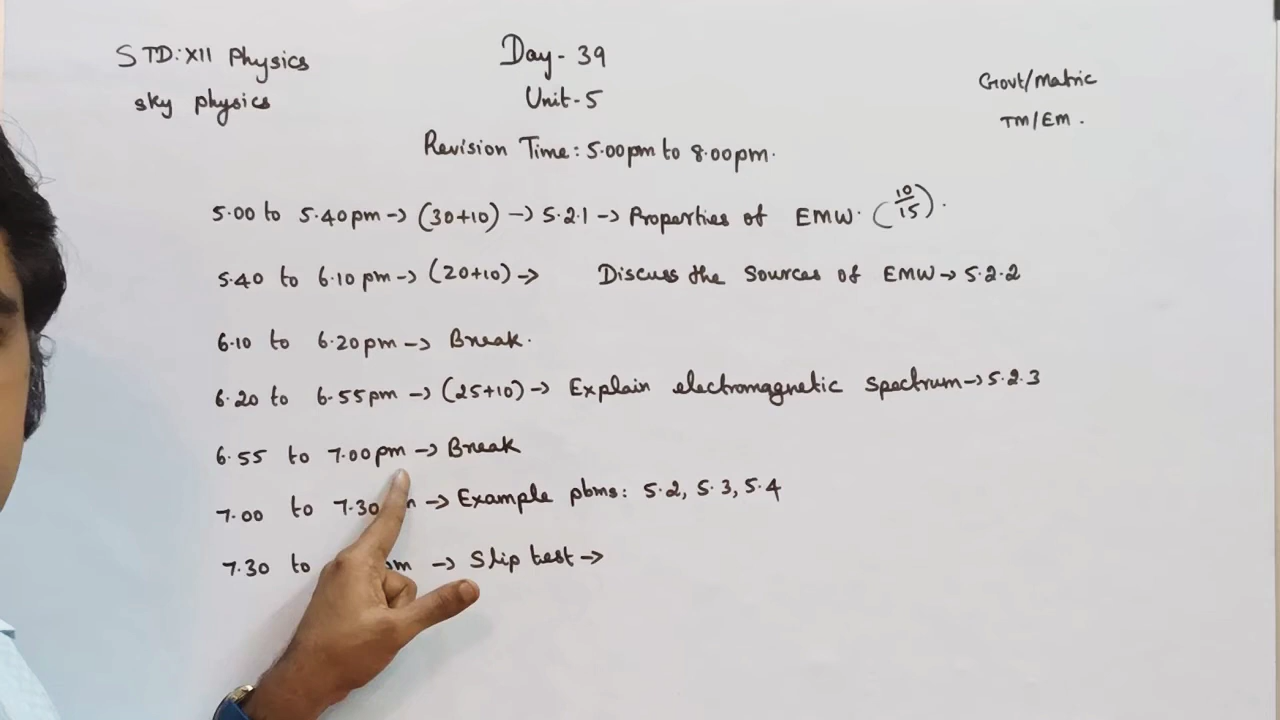 STD:XII Physics
sky physics
Day-39
Unit-5
Govt/Matric
TM/EM.
Revision Time: 5.00pm to 8.00pm.
5.00 to 5.40pm → (30+10) → 5.2.1 → Properties of EMW. (10/15).
5.40 to 6.10pm → (20+10) → Discuss the Sources of EMW → 5.2.2
6.10 to 6.20pm → Break.
6.20 to 6.55pm → (25+10) → Explain electromagnetic spectrum → 5.2.3
6.55 to 7.00pm → Break
7.00 to 7.30 → Example pbms: 5.2, 5.3, 5.4
7.30 to pm → Slip test →